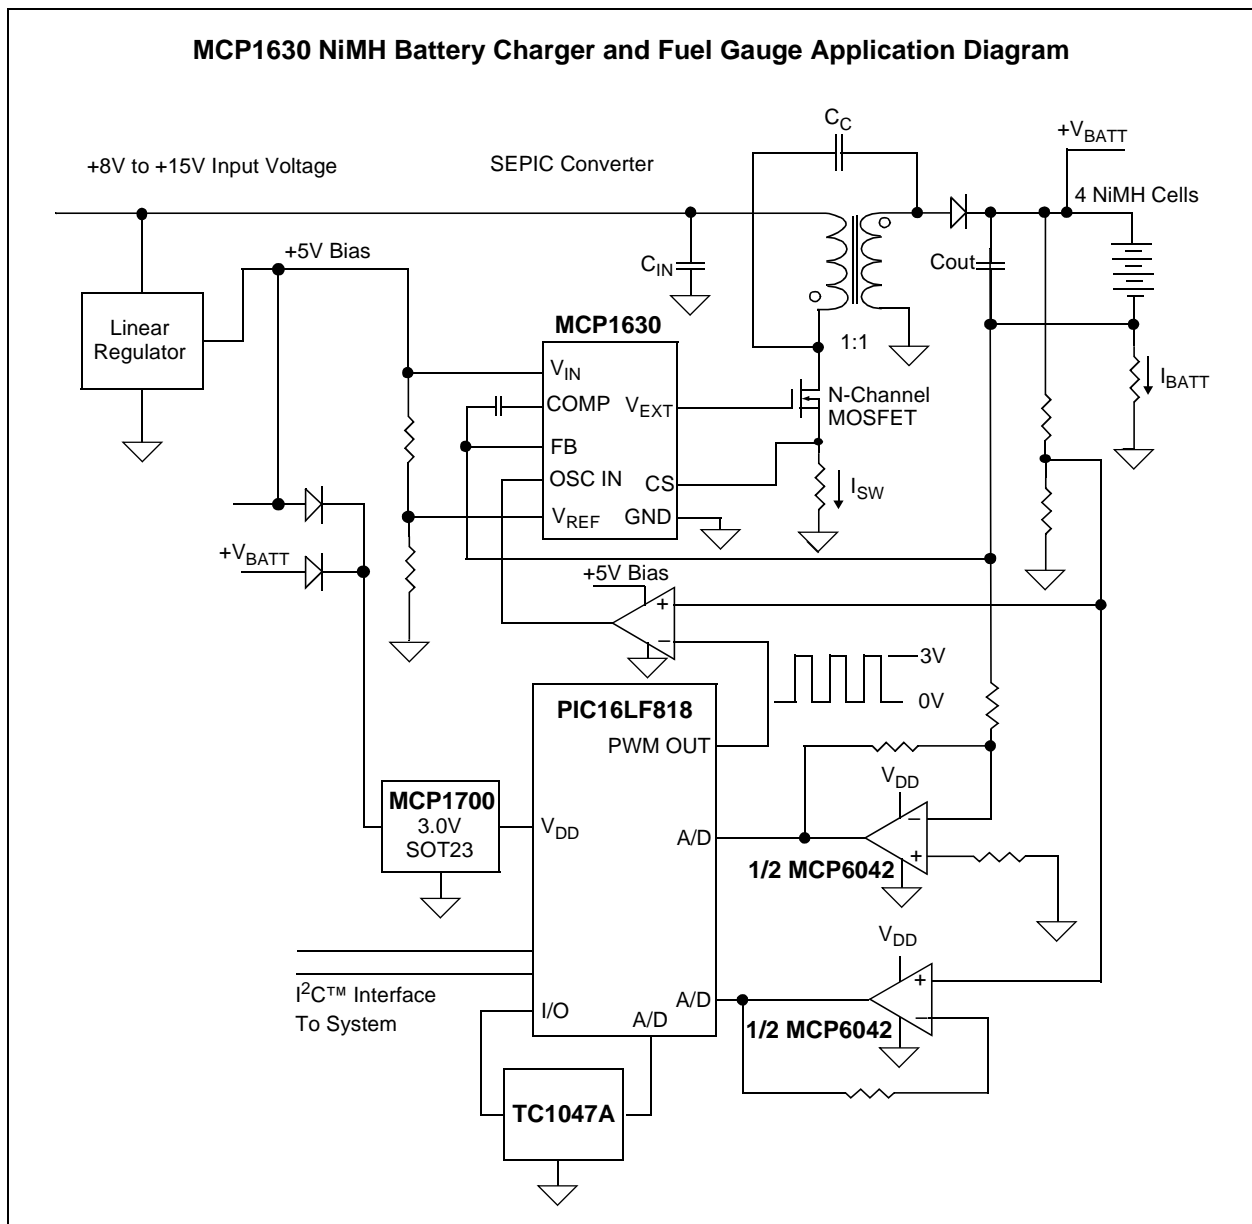 MCP1630 NiMH Battery Charger and Fuel Gauge Application Diagram
C_C
+V_BATT
+8V to +15V Input Voltage
SEPIC Converter
4 NiMH Cells
+5V Bias
C_IN
Cout
Linear
Regulator
MCP1630
1:1
V_IN
COMP
V_EXT
FB
OSC IN
CS
V_REF
GND
N-Channel
MOSFET
I_BATT
I_SW
+V_BATT
+5V Bias
+
–
3V
0V
PIC16LF818
PWM OUT
MCP1700
3.0V
SOT23
V_DD
A/D
V_DD
–
+
1/2 MCP6042
V_DD
I²C™ Interface
To System
I/O
A/D
A/D
+
–
1/2 MCP6042
TC1047A